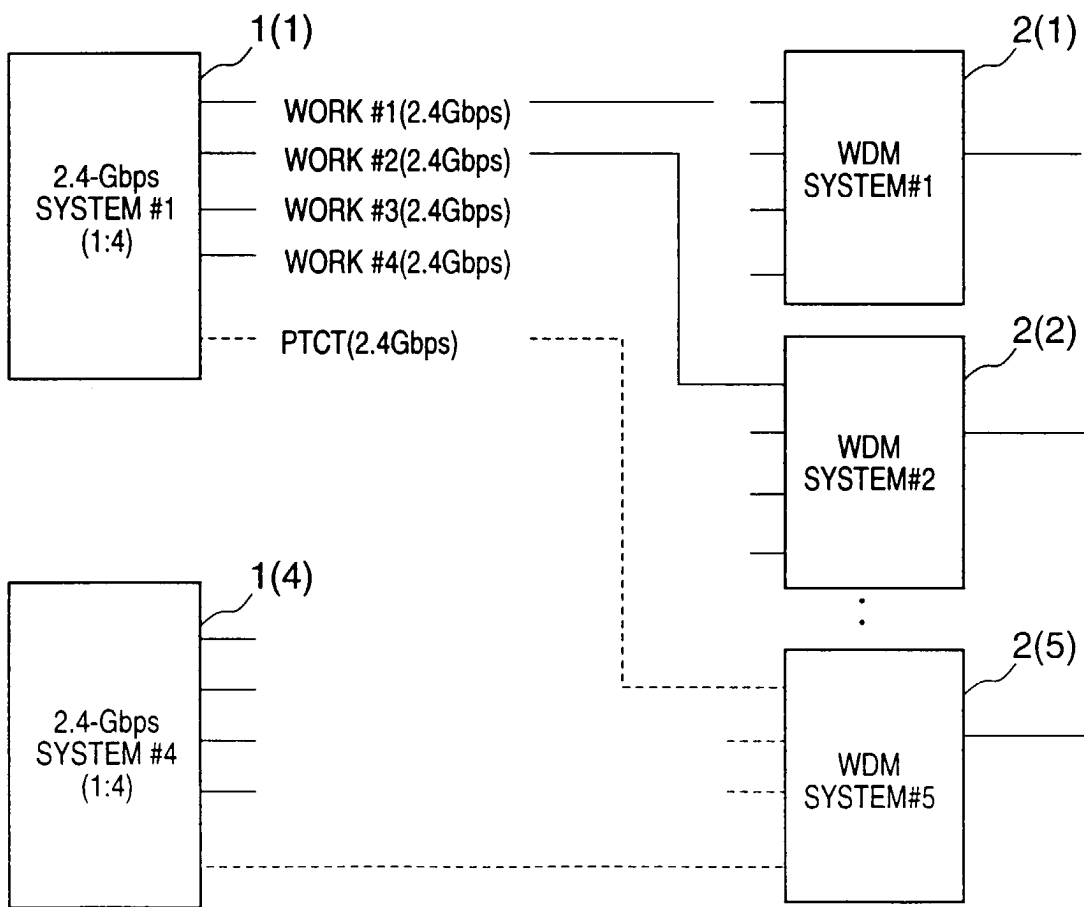 1(1)
2.4-Gbps
SYSTEM #1
(1:4)
WORK #1(2.4Gbps)
WORK #2(2.4Gbps)
WORK #3(2.4Gbps)
WORK #4(2.4Gbps)
PTCT(2.4Gbps)
2(1)
WDM
SYSTEM#1
2(2)
WDM
SYSTEM#2
1(4)
2.4-Gbps
SYSTEM #4
(1:4)
2(5)
WDM
SYSTEM#5